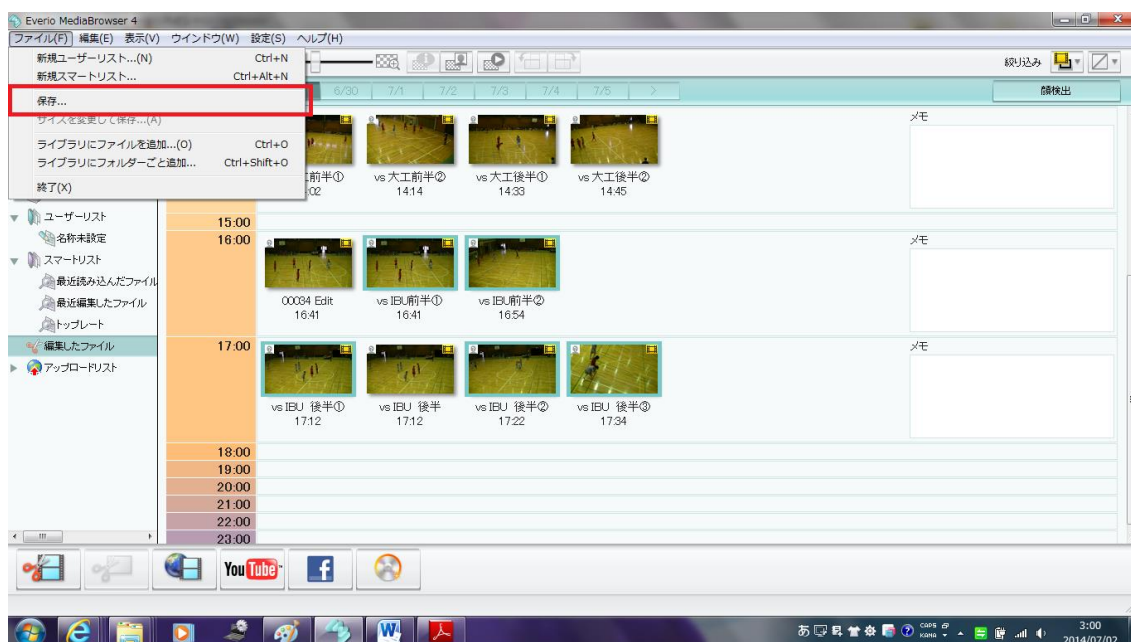 Everio MediaBrowser 4
ファイル(F) 編集(E) 表示(V) ウインドウ(W) 設定(S) ヘルプ(H)
新規ユーザーリスト...(N) Ctrl+N
新規スマートリスト... Ctrl+Alt+N
保存...
サイズを変更して保存...(A)
ライブラリにファイルを追加...(O) Ctrl+O
ライブラリにフォルダーごと追加... Ctrl+Shift+O
終了(X)
絞り込み
6/30 7/1 7/2 7/3 7/4 7/5 >
顔検出
メモ
前半① vs 大工前半② vs 大工後半① vs 大工後半②
:02 14:14 14:33 14:45
ユーザーリスト
名称未設定
スマートリスト
最近読み込んだファイル
最近編集したファイル
トップレート
編集したファイル
アップロードリスト
15:00
16:00
メモ
00034 Edit vs IBU前半① vs IBU前半②
16:41 16:41 16:54
17:00
メモ
vs IBU 後半① vs IBU 後半 vs IBU 後半② vs IBU 後半③
17:12 17:12 17:22 17:34
18:00
19:00
20:00
21:00
22:00
23:00
YouTube
f
W
あ
CAPS
KANA
3:00
2014/07/02